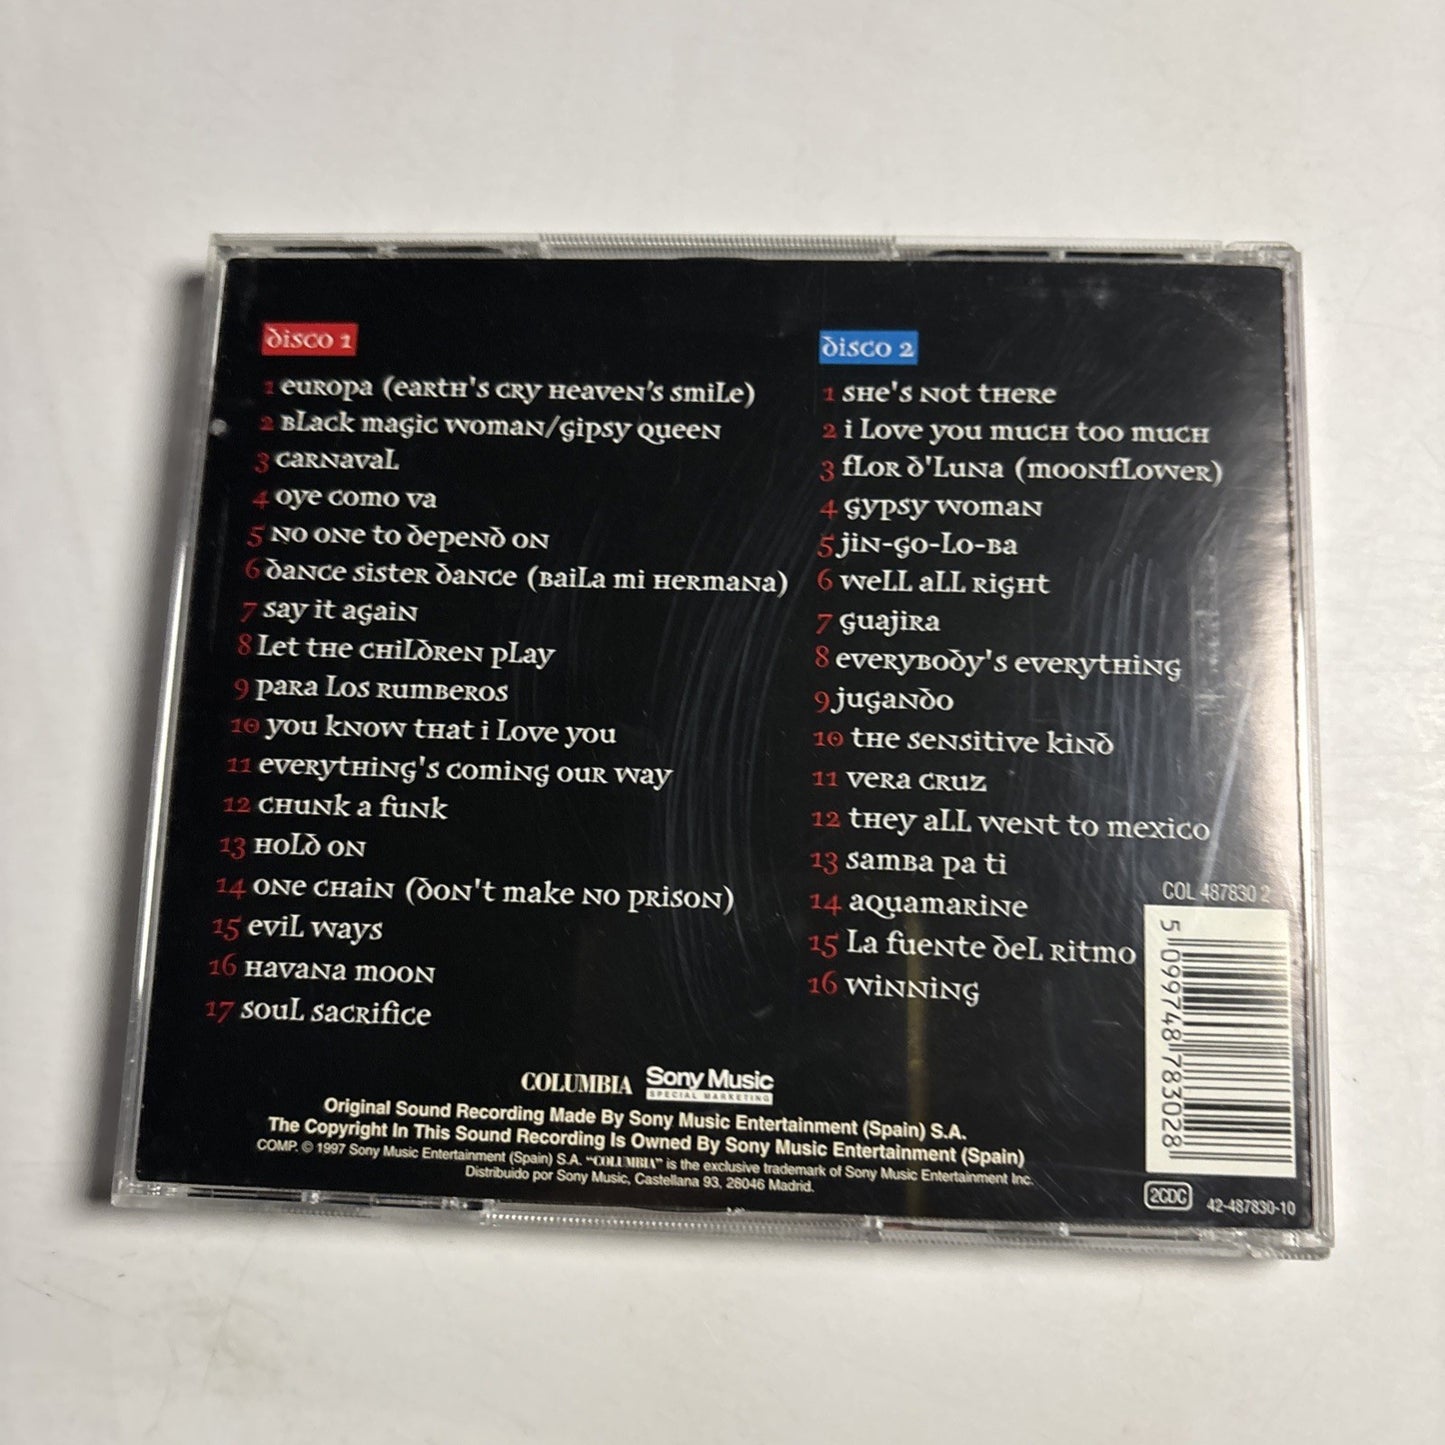 disco 1
1 europa (earth's cry heaven's smile)
2 black magic woman/gipsy queen
3 carnaval
4 oye como va
5 no one to depend on
6 dance sister dance (baila mi hermana)
7 say it again
8 let the children play
9 para los rumberos
10 you know that i love you
11 everything's coming our way
12 chunk a funk
13 hold on
14 one chain (don't make no prison)
15 evil ways
16 havana moon
17 soul sacrifice
disco 2
1 she's not there
2 i love you much too much
3 flor d'luna (moonflower)
4 gypsy woman
5 jin-go-lo-ba
6 well all right
7 guajira
8 everybody's everything
9 jugando
10 the sensitive kind
11 vera cruz
12 they all went to mexico
13 samba pa ti
14 aquamarine
15 la fuente del ritmo
16 winning
COL 487830 2
5 099748 783028
COLUMBIA Sony Music
SPECIAL MARKETING
Original Sound Recording Made By Sony Music Entertainment (Spain) S.A.
The Copyright In This Sound Recording Is Owned By Sony Music Entertainment (Spain)
COMP. © 1997 Sony Music Entertainment (Spain) S.A. "COLUMBIA" is the exclusive trademark of Sony Music Entertainment Inc.
Distribuido por Sony Music, Castellana 93, 28046 Madrid.
2CDC 42-487830-10